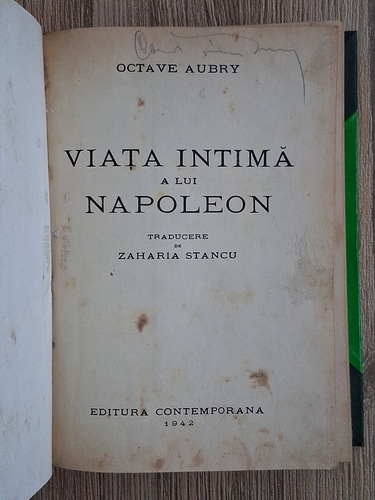 OCTAVE AUBRY
VIAȚA INTIMĂ
A LUI
NAPOLEON
TRADUCERE
DE
ZAHARIA STANCU
EDITURA CONTEMPORANA
1942